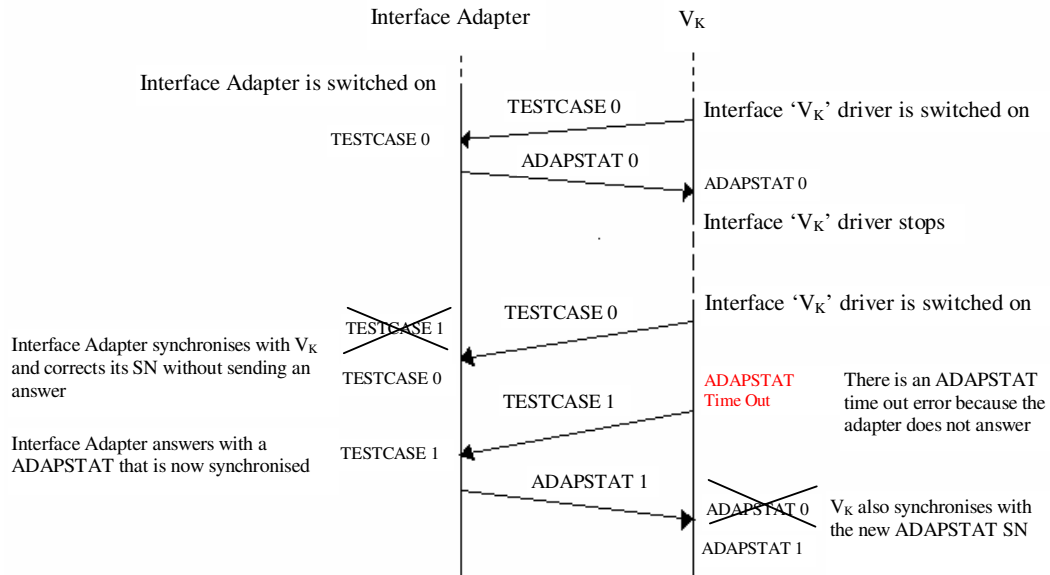 Interface Adapter
VK
Interface Adapter is switched on
TESTCASE 0
Interface ‘VK’ driver is switched on
TESTCASE 0
ADAPSTAT 0
ADAPSTAT 0
Interface ‘VK’ driver stops
Interface ‘VK’ driver is switched on
TESTCASE 0
TESTCASE 1
Interface Adapter synchronises with VK
and corrects its SN without sending an
answer
TESTCASE 0
ADAPSTAT
Time Out
There is an ADAPSTAT
time out error because the
adapter does not answer
TESTCASE 1
Interface Adapter answers with a
ADAPSTAT that is now synchronised
TESTCASE 1
ADAPSTAT 1
ADAPSTAT 0
VK also synchronises with
the new ADAPSTAT SN
ADAPSTAT 1